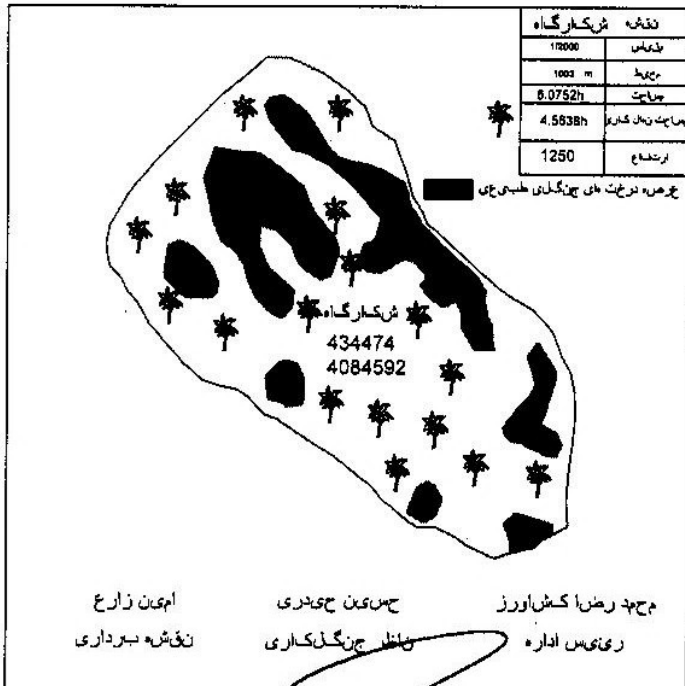 نقشه شکارگاه
مقیاس 1/2000
محیط 1003 m
مساحت 6.0752h
مساحت نهال کاری 4.5638h
ارتفاع 1250
عرصه درخت های جنگلی طبیعی
شکارگاه
434474
4084592
محمد رضا کشاورز حسین حیدری امین زارع
رییس اداره ناظر جنگلکاری نقشه برداری